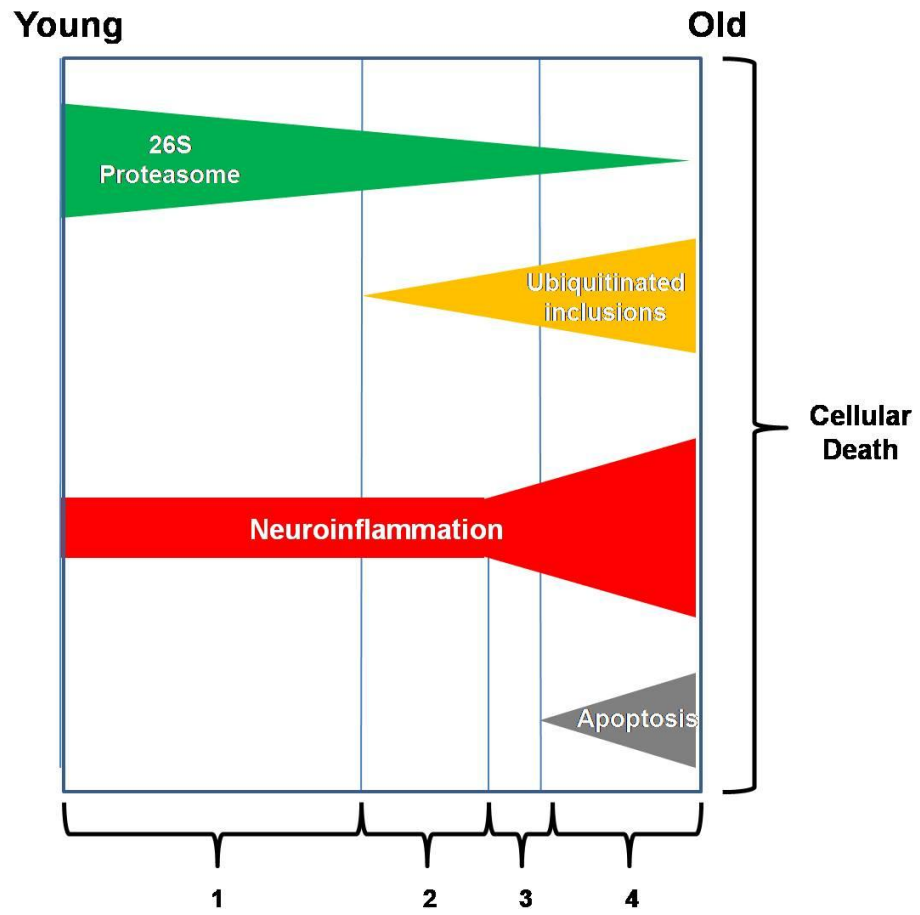 Young
Old
26S
Proteasome
Ubiquitinated
inclusions
Cellular
Death
Neuroinflammation
Apoptosis
1
2
3
4